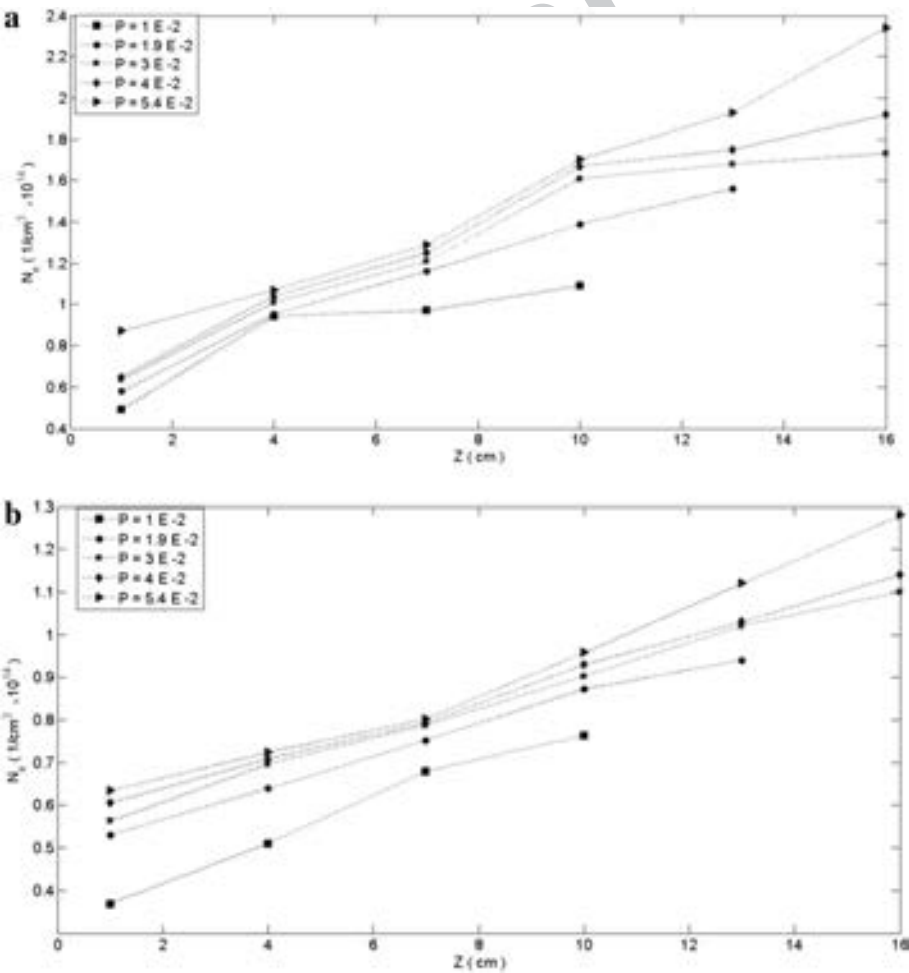 a
P = 1 E -2
P = 1.9 E -2
P = 3 E -2
P = 4 E -2
P = 5.4 E -2
2.4
2.2
2
1.8
1.6
1.4
1.2
1
0.8
0.6
0.4
0 2 4 6 8 10 12 14 16
Z ( cm )
b
P = 1 E -2
P = 1.9 E -2
P = 3 E -2
P = 4 E -2
P = 5.4 E -2
1.3
1.2
1.1
1
0.9
0.8
0.7
0.6
0.5
0.4
0 2 4 6 8 10 12 14 16
Z ( cm )